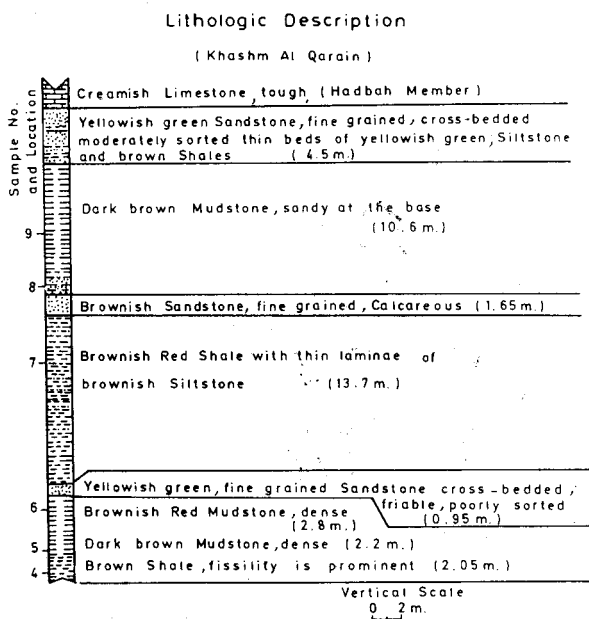 Lithologic Description
( Khashm Al Qarain )
Sample No.
and Location
Creamish Limestone, tough, ( Hadbah Member )
Yellowish green Sandstone, fine grained, cross-bedded
moderately sorted thin beds of yellowish green, Siltstone
and brown Shales ( 4.5 m.)
Dark brown Mudstone, sandy at the base
(10.6 m.)
9
8
Brownish Sandstone, fine grained, Calcareous (1.65 m.)
7
Brownish Red Shale with thin laminae of
brownish Siltstone (13.7 m.)
Yellowish green, fine grained Sandstone cross-bedded,
friable, poorly sorted
(0.95 m.)
6
Brownish Red Mudstone, dense
(2.8 m.)
5
Dark brown Mudstone, dense (2.2 m.)
4
Brown Shale, fissility is prominent (2.05 m.)
Vertical Scale
0 2 m.